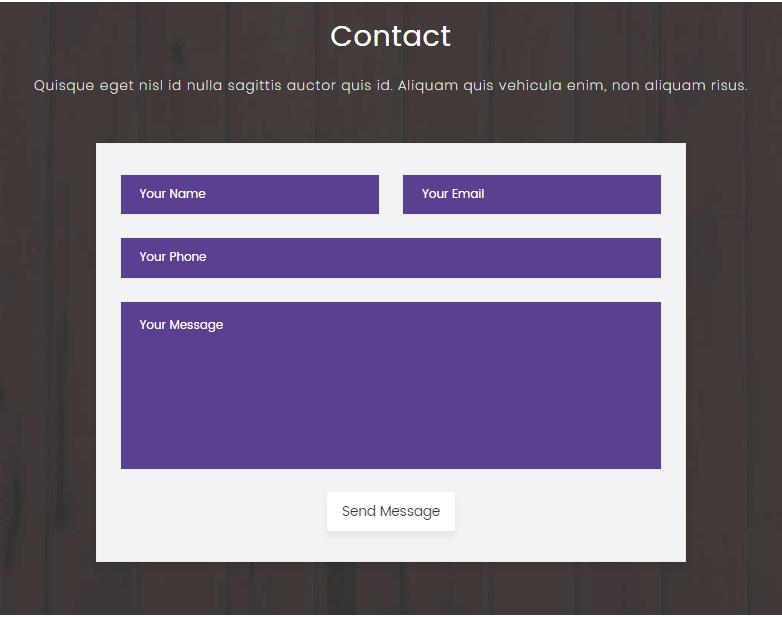 Contact
Quisque eget nisl id nulla sagittis auctor quis id. Aliquam quis vehicula enim, non aliquam risus.
Your Name
Your Email
Your Phone
Your Message
Send Message